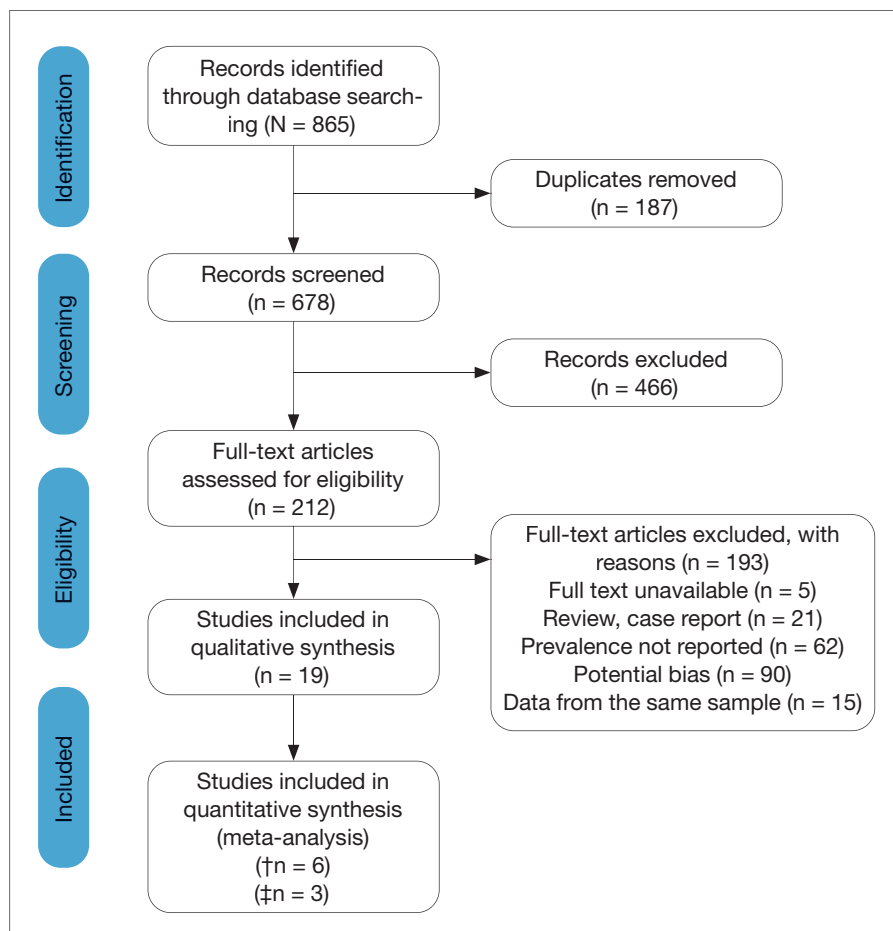 Identification
Records identified
through database search-
ing (N = 865)
Duplicates removed
(n = 187)
Screening
Records screened
(n = 678)
Records excluded
(n = 466)
Eligibility
Full-text articles
assessed for eligibility
(n = 212)
Full-text articles excluded, with
reasons (n = 193)
Full text unavailable (n = 5)
Review, case report (n = 21)
Prevalence not reported (n = 62)
Potential bias (n = 90)
Data from the same sample (n = 15)
Studies included in
qualitative synthesis
(n = 19)
Included
Studies included in
quantitative synthesis
(meta-analysis)
(†n = 6)
(‡n = 3)